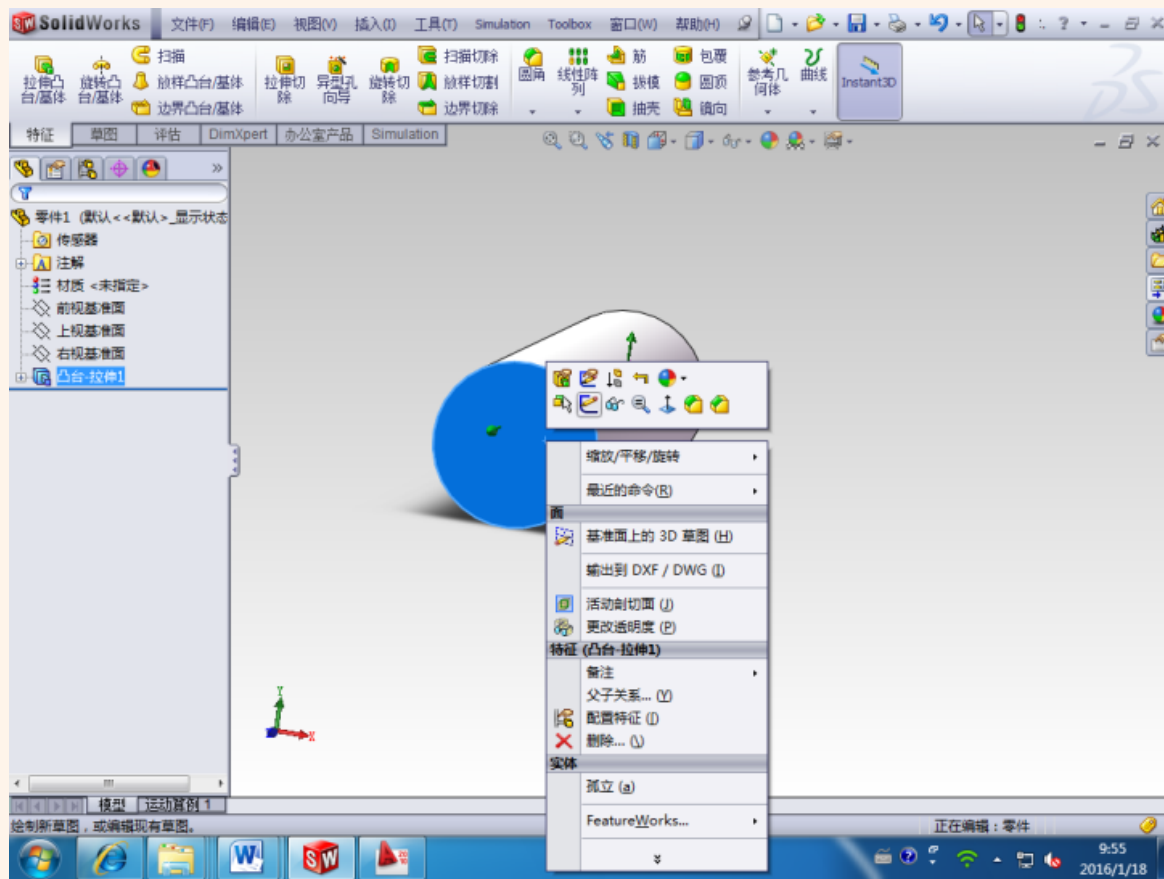 SolidWorks 文件(F) 编辑(E) 视图(V) 插入(I) 工具(T) Simulation Toolbox 窗口(W) 帮助(H)
拉伸凸台/基体
旋转凸台/基体
扫描
放样凸台/基体
边界凸台/基体
拉伸切除
异型孔向导
旋转切除
扫描切除
放样切割
边界切除
圆角
线性阵列
筋
拔模
抽壳
包覆
圆顶
镜向
参考几何体
曲线
Instant3D
特征 草图 评估 DimXpert 办公室产品 Simulation
零件1 (默认<<默认>_显示状态
传感器
注解
材质 <未指定>
前视基准面
上视基准面
右视基准面
凸台-拉伸1
缩放/平移/旋转
最近的命令(R)
面
基准面上的 3D 草图 (H)
输出到 DXF / DWG (I)
活动剖切面 (J)
更改透明度 (P)
特征 (凸台-拉伸1)
备注
父子关系... (Y)
配置特征 (I)
删除... (\)
实体
孤立 (a)
FeatureWorks...
Y
X
模型 运动算例 1
绘制新草图，或编辑现有草图。
正在编辑：零件
9:55
2016/1/18